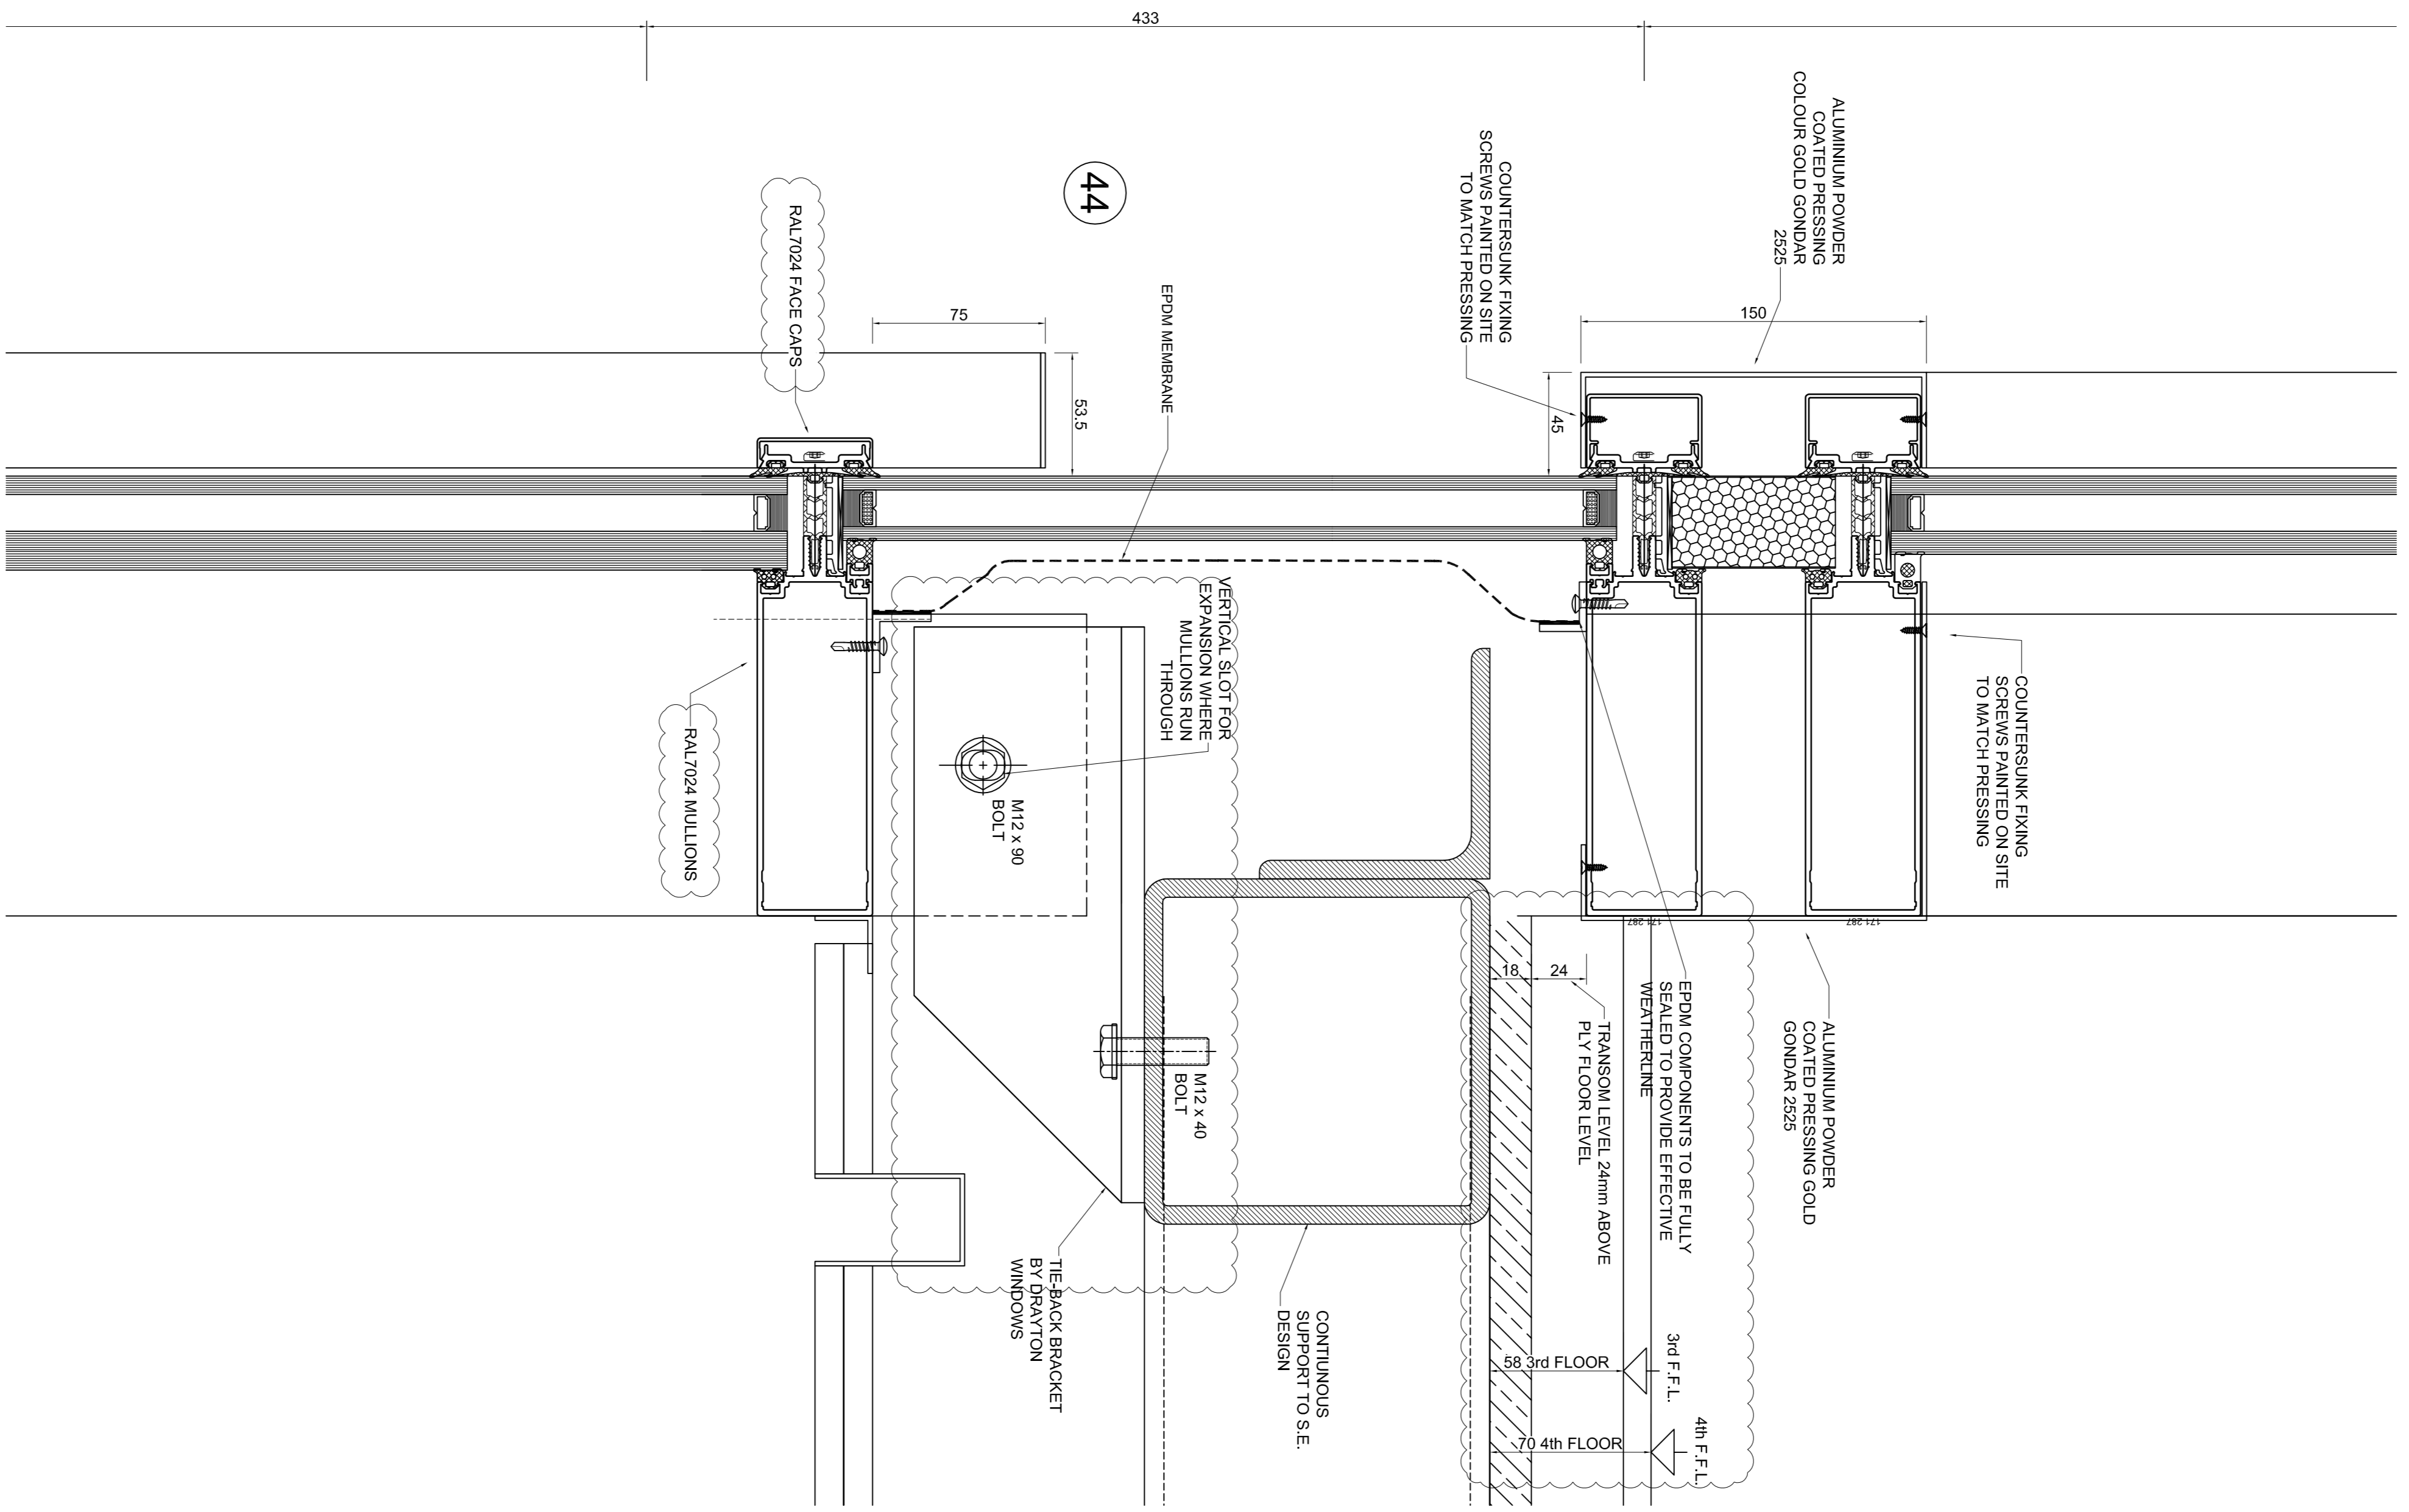 433
ALUMINIUM POWDER
COATED PRESSING
COLOUR GOLD GONDAR
2525
COUNTERSUNK FIXING
SCREWS PAINTED ON SITE
TO MATCH PRESSING
44
RAL7024 FACE CAPS
EPDM MEMBRANE
75
53.5
150
45
VERTICAL SLOT FOR
EXPANSION WHERE
MULLIONS RUN
THROUGH
COUNTERSUNK FIXING
SCREWS PAINTED ON SITE
TO MATCH PRESSING
RAL7024 MULLIONS
M12 x 90
BOLT
171 287
171 287
18
24
EPDM COMPONENTS TO BE FULLY
SEALED TO PROVIDE EFFECTIVE
WEATHERLINE
TRANSOM LEVEL 24mm ABOVE
PLY FLOOR LEVEL
ALUMINIUM POWDER
COATED PRESSING GOLD
GONDAR 2525
M12 x 40
BOLT
TIE-BACK BRACKET
BY DRAYTON
WINDOWS
CONTIUNOUS
SUPPORT TO S.E.
DESIGN
58 3rd FLOOR
3rd F.F.L.
70 4th FLOOR
4th F.F.L.